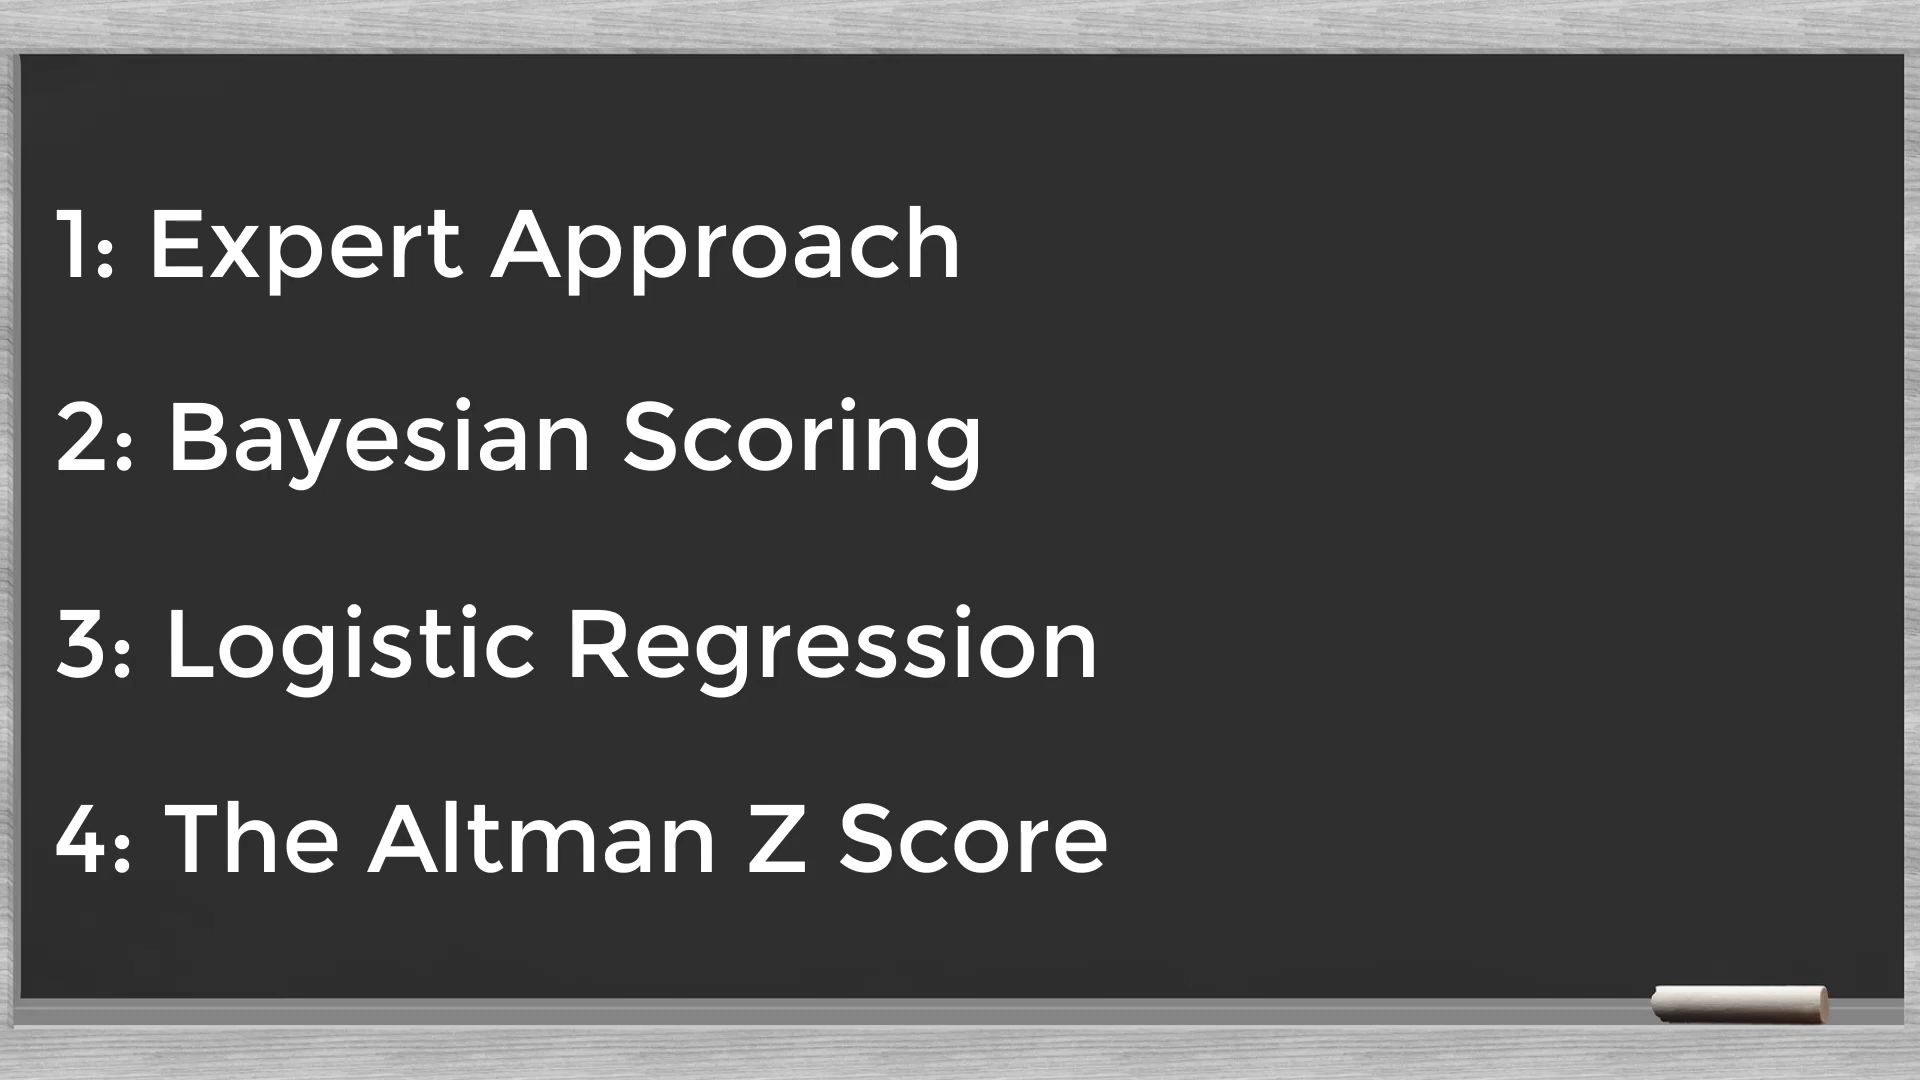 1: Expert Approach
2: Bayesian Scoring
3: Logistic Regression
4: The Altman Z Score